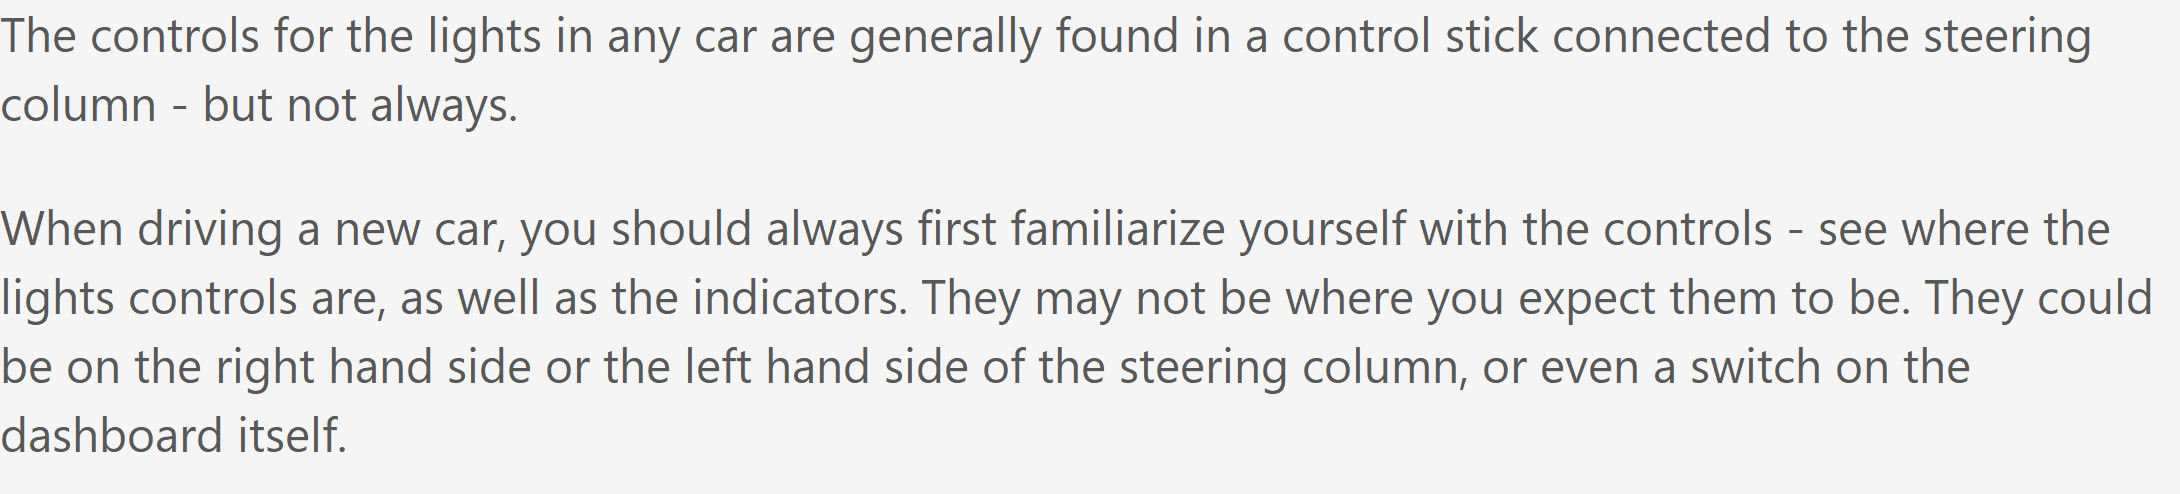 The controls for the lights in any car are generally found in a control stick connected to the steering
column - but not always.
When driving a new car, you should always first familiarize yourself with the controls - see where the
lights controls are, as well as the indicators. They may not be where you expect them to be. They could
be on the right hand side or the left hand side of the steering column, or even a switch on the
dashboard itself.